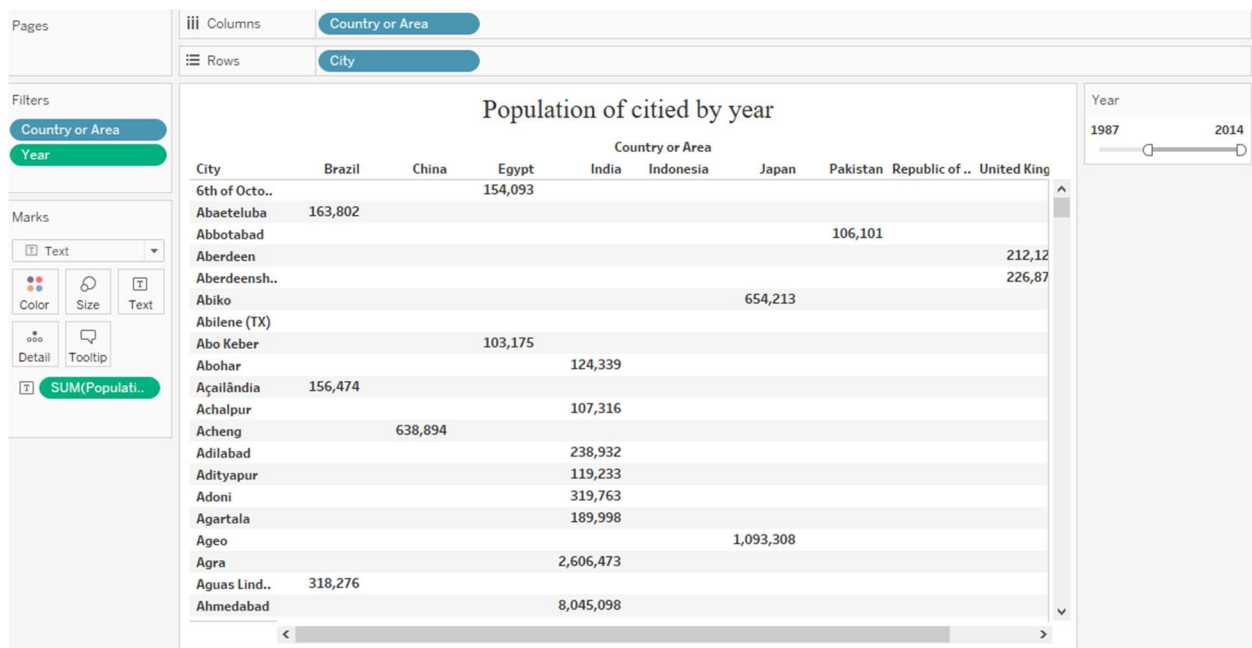 Pages
Columns
Country or Area
Rows
City
Filters
Country or Area
Year
Marks
Text
Color Size Text
Detail Tooltip
SUM(Populati..
Population of citied by year
Country or Area
City Brazil China Egypt India Indonesia Japan Pakistan Republic of .. United King
6th of Octo.. 154,093
Abaeteluba 163,802
Abbotabad 106,101
Aberdeen 212,12
Aberdeensh.. 226,87
Abiko 654,213
Abilene (TX)
Abo Keber 103,175
Abohar 124,339
Açailândia 156,474
Achalpur 107,316
Acheng 638,894
Adilabad 238,932
Adityapur 119,233
Adoni 319,763
Agartala 189,998
Ageo 1,093,308
Agra 2,606,473
Aguas Lind.. 318,276
Ahmedabad 8,045,098
Year
1987 2014